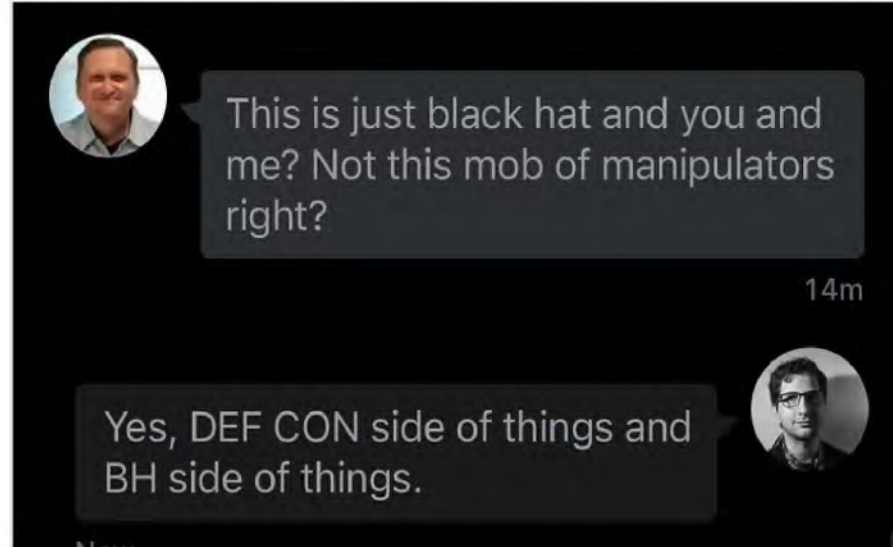 This is just black hat and you and
me? Not this mob of manipulators
right?
14m
Yes, DEF CON side of things and
BH side of things.